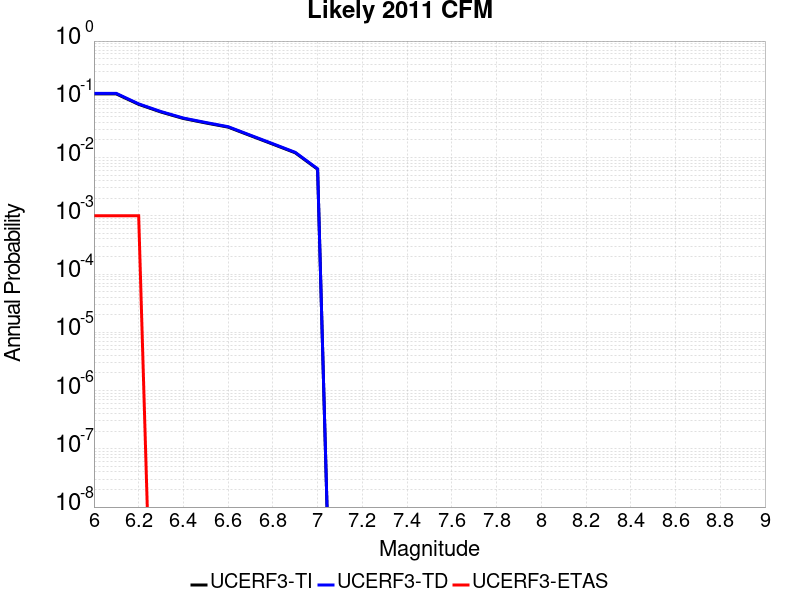 Likely 2011 CFM
Annual Probability
10^0
10^-1
10^-2
10^-3
10^-4
10^-5
10^-6
10^-7
10^-8
6 6.2 6.4 6.6 6.8 7 7.2 7.4 7.6 7.8 8 8.2 8.4 8.6 8.8 9
Magnitude
UCERF3-TI UCERF3-TD UCERF3-ETAS